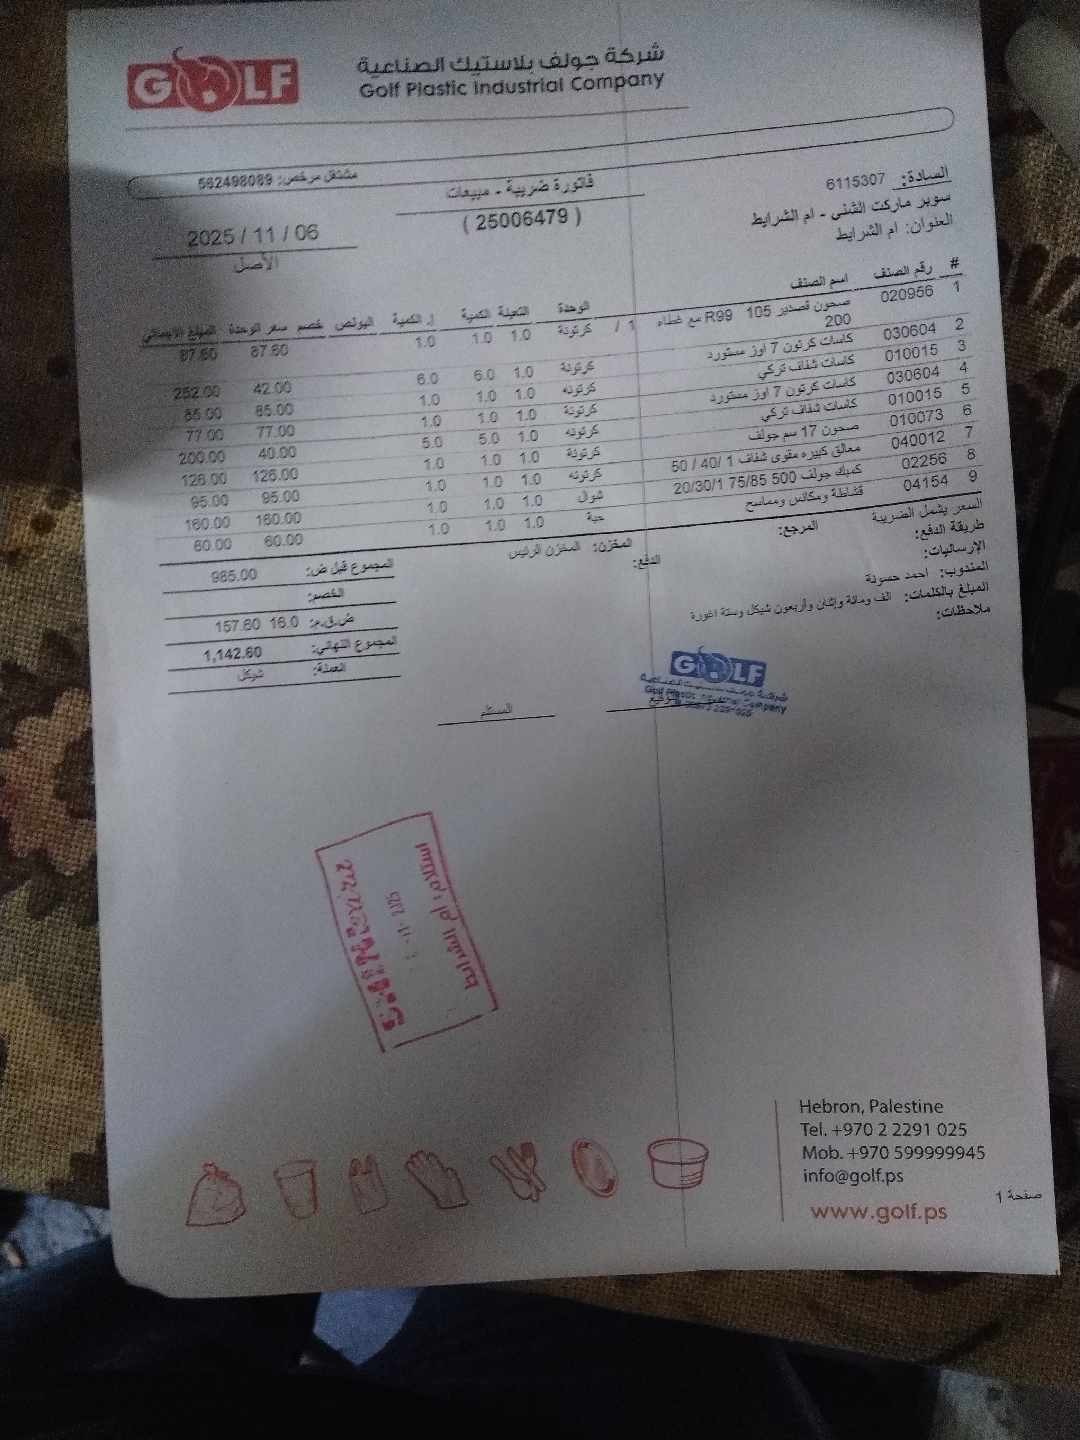 GOLF
شركة جولف بلاستيك الصناعية
Golf Plastic Industrial Company
مشتغل مرخص: 562498089
السادة: 6115307
سوبر ماركت الشني - ام الشرايط
العنوان: ام الشرايط
فاتورة ضريبية - مبيعات
( 25006479 )
2025 / 11 / 06
الأصل
# رقم الصنف اسم الصنف الوحدة التعبئة الكمية إ. الكمية البونص خصم سعر الوحدة المبلغ الاجمالي
1 020956 صحون قصدير 105 R99 مع غطاء 1 / 200 كرتونة 1.0 1.0 1.0 87.60 87.60
2 030604 كاسات كرتون 7 اوز مستورد كرتونة 1.0 6.0 6.0 42.00 252.00
3 010015 كاسات شفاف تركي كرتونه 1.0 1.0 1.0 85.00 85.00
4 030604 كاسات كرتون 7 اوز مستورد كرتونة 1.0 1.0 1.0 77.00 77.00
5 010015 كاسات شفاف تركي كرتونه 1.0 5.0 5.0 40.00 200.00
6 010073 صحون 17 سم جولف كرتونة 1.0 1.0 1.0 126.00 126.00
7 040012 معالق كبيره مقوى شفاف 1 /40 / 50 كرتونه 1.0 1.0 1.0 95.00 95.00
8 02256 كمبك جولف 500 75/85 20/30/1 شوال 1.0 1.0 1.0 160.00 160.00
9 04154 قشاطة ومكانس ومماسح حبة 1.0 1.0 1.0 60.00 60.00
السعر يشمل الضريبة
طريقة الدفع: المرجع: المخزن: المخزن الرئيس
الإرساليات: الدفع:
المندوب: احمد حسونة
المبلغ بالكلمات: الف ومائة وإثنان وأربعون شيكل وستة اغورة
ملاحظات:
المجموع قبل ض: 985.00
الخصم:
ض.ق.م: 16.0 157.60
المجموع النهائي: 1,142.60
العملة: شيكل
GOLF
شركة جولف بلاستيك الصناعية
Golf Plastic Industrial Company
المستلم
استلام: ام الشرايط
-11- 2025
Hebron, Palestine
Tel. +970 2 2291 025
Mob. +970 599999945
info@golf.ps
www.golf.ps
صفحة 1